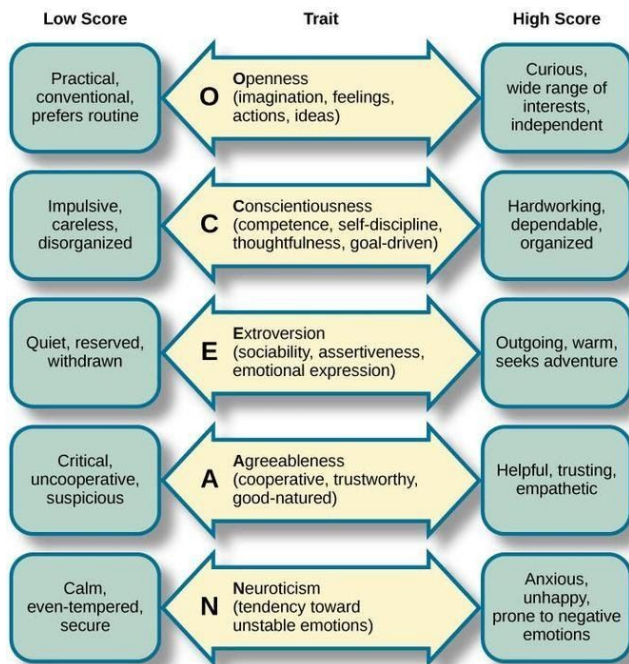 Low Score
Trait
High Score
Practical,
conventional,
prefers routine
O
Openness
(imagination, feelings,
actions, ideas)
Curious,
wide range of
interests,
independent
Impulsive,
careless,
disorganized
C
Conscientiousness
(competence, self-discipline,
thoughtfulness, goal-driven)
Hardworking,
dependable,
organized
Quiet, reserved,
withdrawn
E
Extroversion
(sociability, assertiveness,
emotional expression)
Outgoing, warm,
seeks adventure
Critical,
uncooperative,
suspicious
A
Agreeableness
(cooperative, trustworthy,
good-natured)
Helpful, trusting,
empathetic
Calm,
even-tempered,
secure
N
Neuroticism
(tendency toward
unstable emotions)
Anxious,
unhappy,
prone to negative
emotions